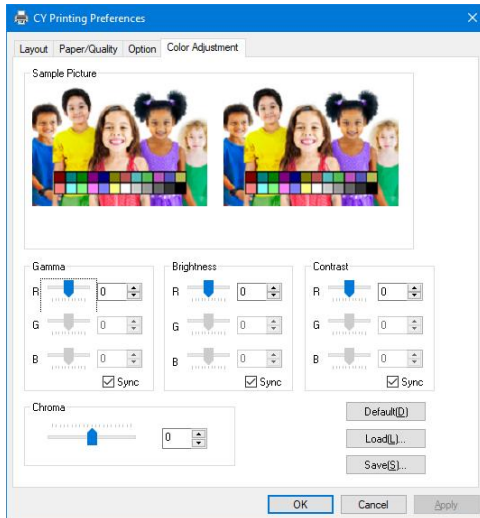 CY Printing Preferences
Layout Paper/Quality Option Color Adjustment
Sample Picture
Gamma Brightness Contrast
R 0 R 0 R 0
G 0 G 0 G 0
B 0 B 0 B 0
Sync Sync Sync
Chroma
0
Default(D)
Load(L)...
Save(S)...
OK Cancel Apply